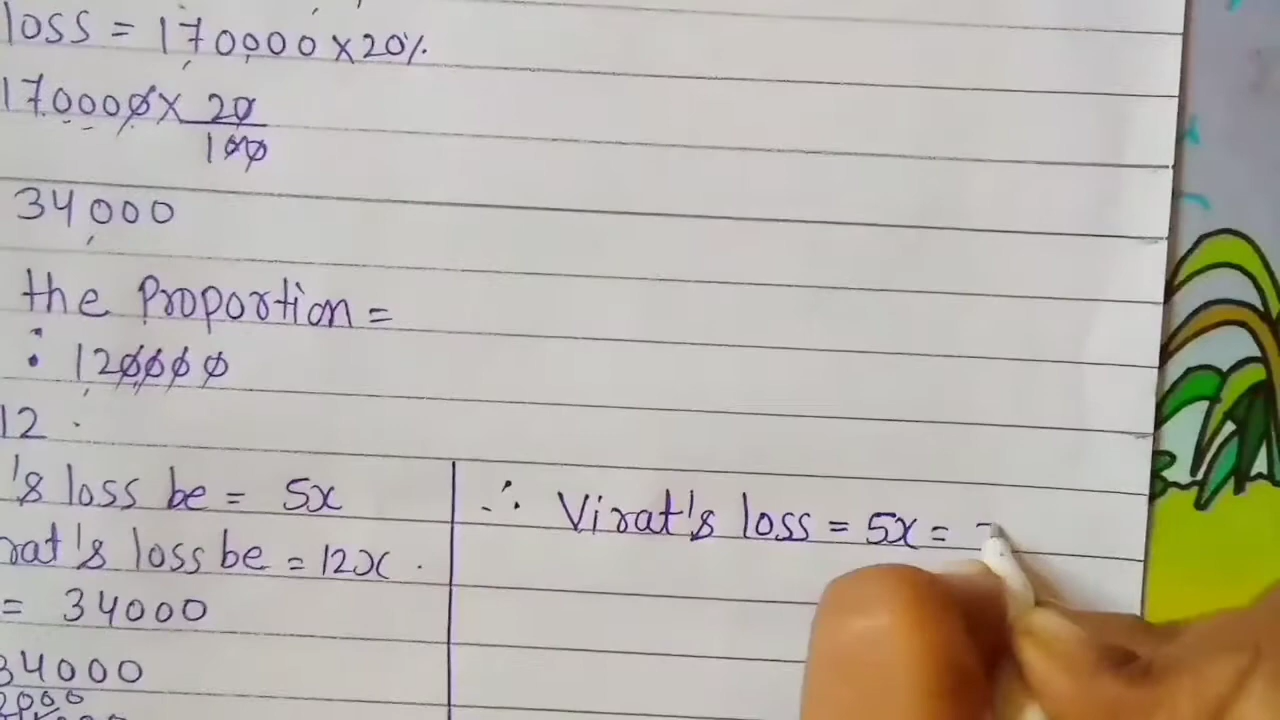 loss = 170000 x 20%
170000 x 20
100
34000
the Proportion =
: 120000
12
's loss be = 5x
rat's loss be = 12x
= 34000
34000
∴ Virat's loss = 5x =